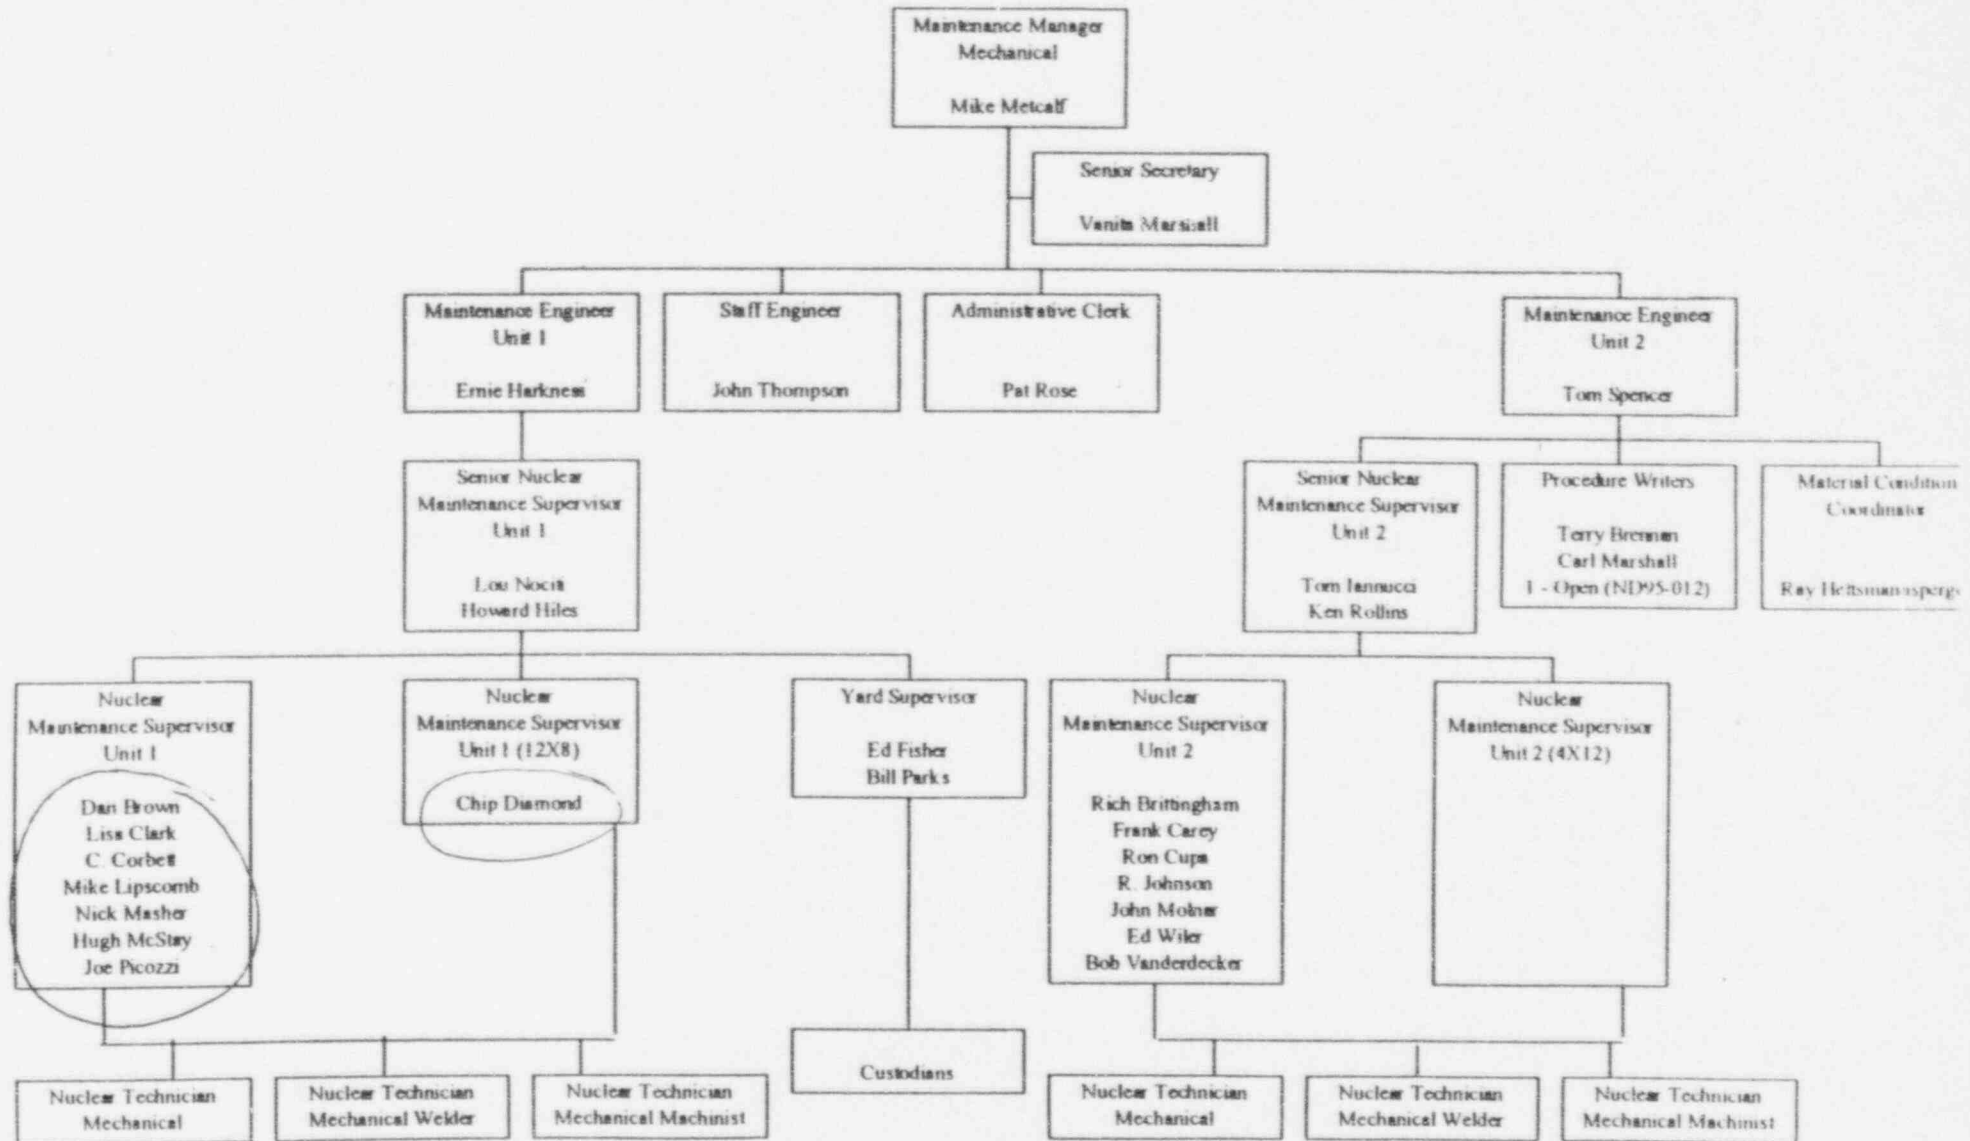 Maintenance Manager
Mechanical
Mike Metcalf
Senior Secretary
Vanita Marshall
Maintenance Engineer
Unit 1
Ernie Harkness
Staff Engineer
John Thompson
Administrative Clerk
Pat Rose
Maintenance Engineer
Unit 2
Tom Spencer
Senior Nuclear
Maintenance Supervisor
Unit 1
Lou Nociti
Howard Hiles
Senior Nuclear
Maintenance Supervisor
Unit 2
Tom Iannucci
Ken Rollins
Procedure Writers
Terry Brennan
Carl Marshall
1 - Open (ND95-012)
Material Condition
Coordinator
Ray
Nuclear
Maintenance Supervisor
Unit 1
Dan Brown
Lisa Clark
C. Corbett
Mike Lipscomb
Nick Masher
Hugh McStay
Joe Picozzi
Nuclear
Maintenance Supervisor
Unit 1 (12X8)
Chip Diamond
Yard Supervisor
Ed Fisher
Bill Parks
Nuclear
Maintenance Supervisor
Unit 2
Rich Brittingham
Frank Carey
Ron Cupa
R. Johnson
John Molner
Ed Wiler
Bob Vanderdecker
Nuclear
Maintenance Supervisor
Unit 2 (4X12)
Nuclear Technician
Mechanical
Nuclear Technician
Mechanical Welder
Nuclear Technician
Mechanical Machinist
Custodians
Nuclear Technician
Mechanical
Nuclear Technician
Mechanical Welder
Nuclear Technician
Mechanical Machinist